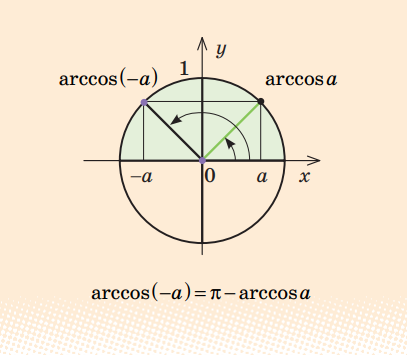 y
1
arccos(−a) arccos a
−a 0 a x
arccos(−a)=π−arccos a